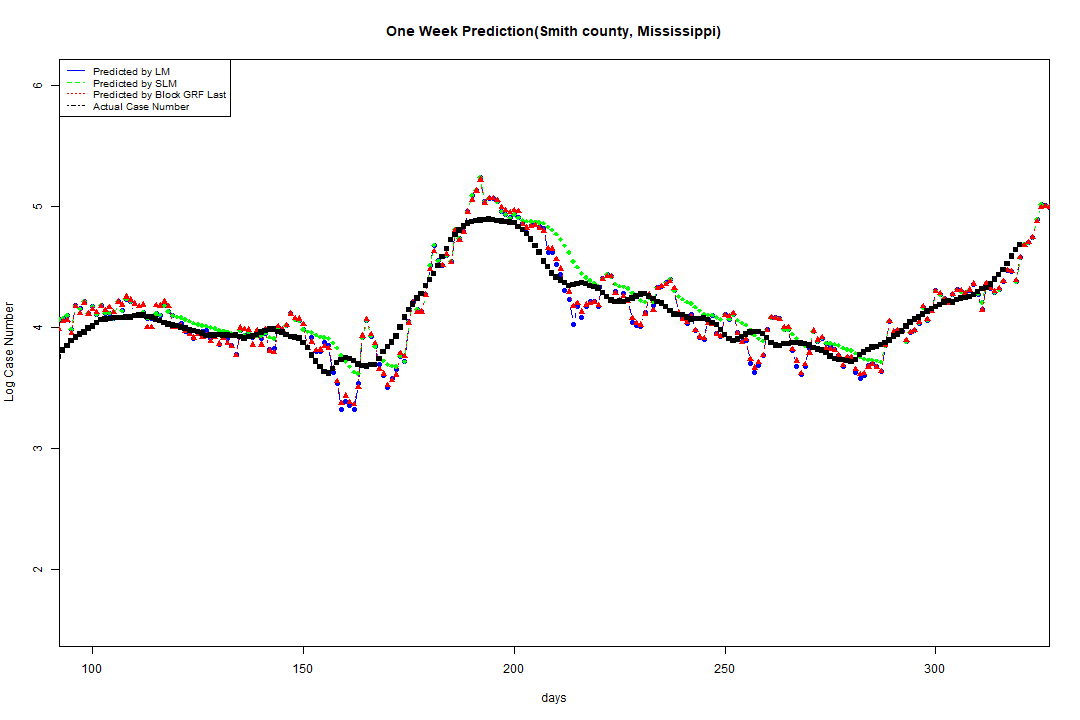 One Week Prediction(Smith county, Mississippi)
Predicted by LM
Predicted by SLM
Predicted by Block GRF Last
Actual Case Number
6
5
4
3
2
Log Case Number
100 150 200 250 300
days